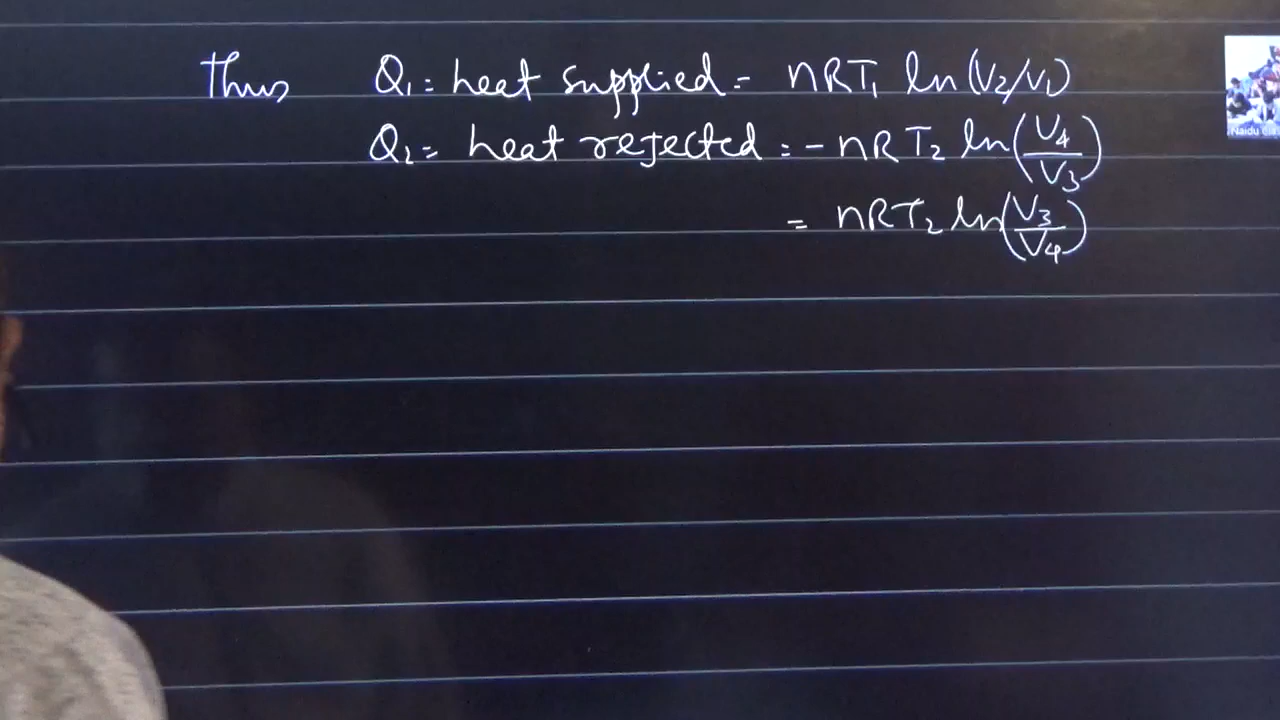 Thus Q₁ = heat supplied = nRT₁ ln(V₂/V₁)
Q₂ = heat rejected = - nRT₂ ln(V₄/V₃)
= nRT₂ ln(V₃/V₄)
Naidu